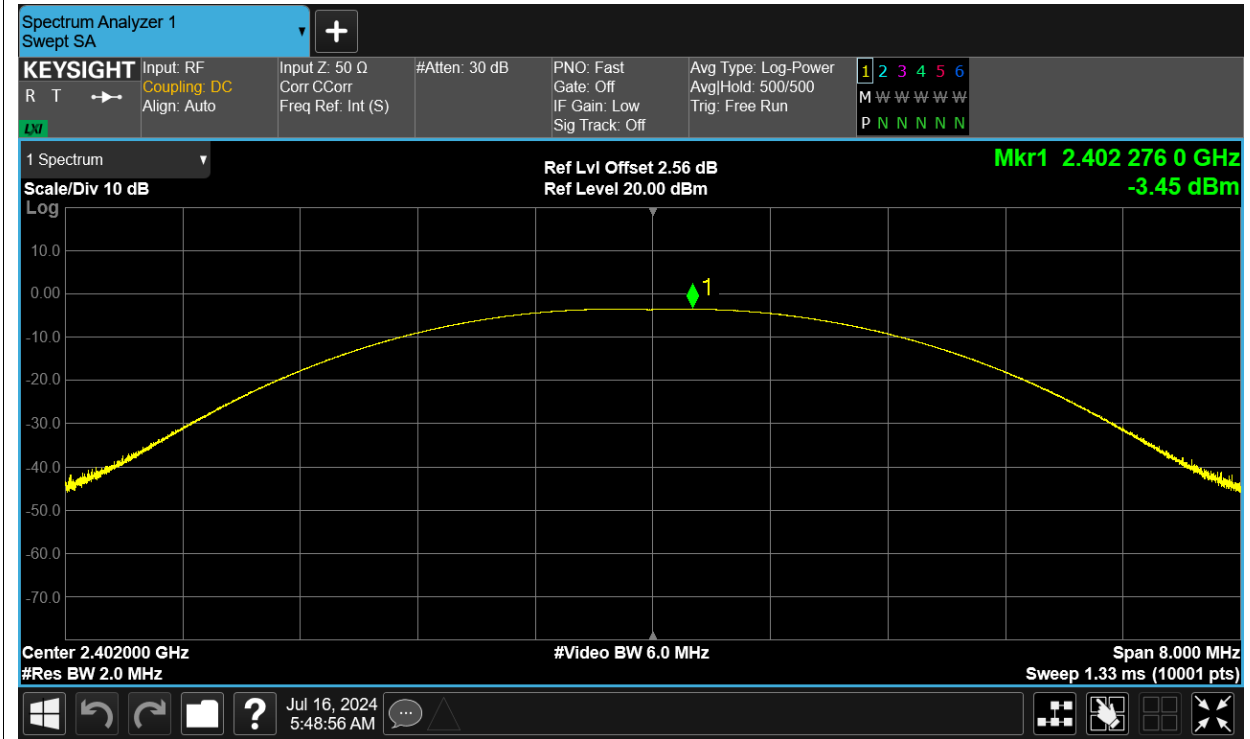 Spectrum Analyzer 1
Swept SA
+
KEYSIGHT
R T
LXI
Input: RF
Coupling: DC
Align: Auto
Input Z: 50 Ω
Corr CCorr
Freq Ref: Int (S)
#Atten: 30 dB
PNO: Fast
Gate: Off
IF Gain: Low
Sig Track: Off
Avg Type: Log-Power
Avg|Hold: 500/500
Trig: Free Run
1 2 3 4 5 6
M W W W W W W
P N N N N N N
1 Spectrum
Scale/Div 10 dB
Log
Ref Lvl Offset 2.56 dB
Ref Level 20.00 dBm
Mkr1 2.402 276 0 GHz
-3.45 dBm
10.0
0.00
1
-10.0
-20.0
-30.0
-40.0
-50.0
-60.0
-70.0
Center 2.402000 GHz
#Video BW 6.0 MHz
Span 8.000 MHz
#Res BW 2.0 MHz
Sweep 1.33 ms (10001 pts)
?
Jul 16, 2024
5:48:56 AM